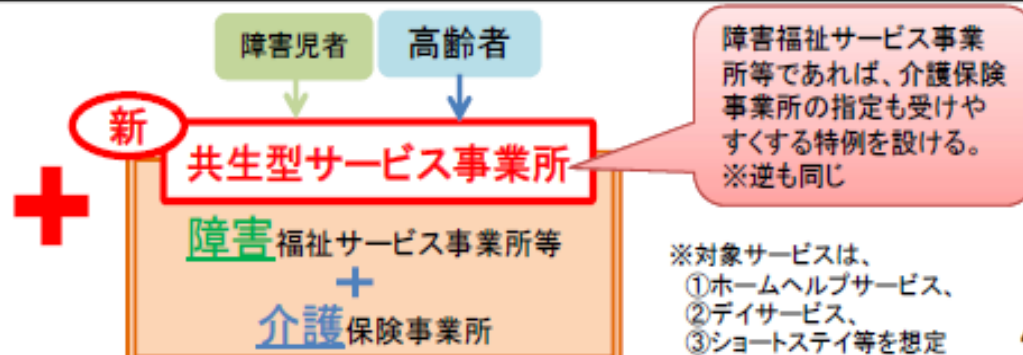 障害児者
高齢者
新
共生型サービス事業所
障害福祉サービス事業所等
+
介護保険事業所
障害福祉サービス事業
所等であれば、介護保険
事業所の指定も受けや
すくする特例を設ける。
※逆も同じ
※対象サービスは、
①ホームヘルプサービス、
②デイサービス、
③ショートステイ等を想定